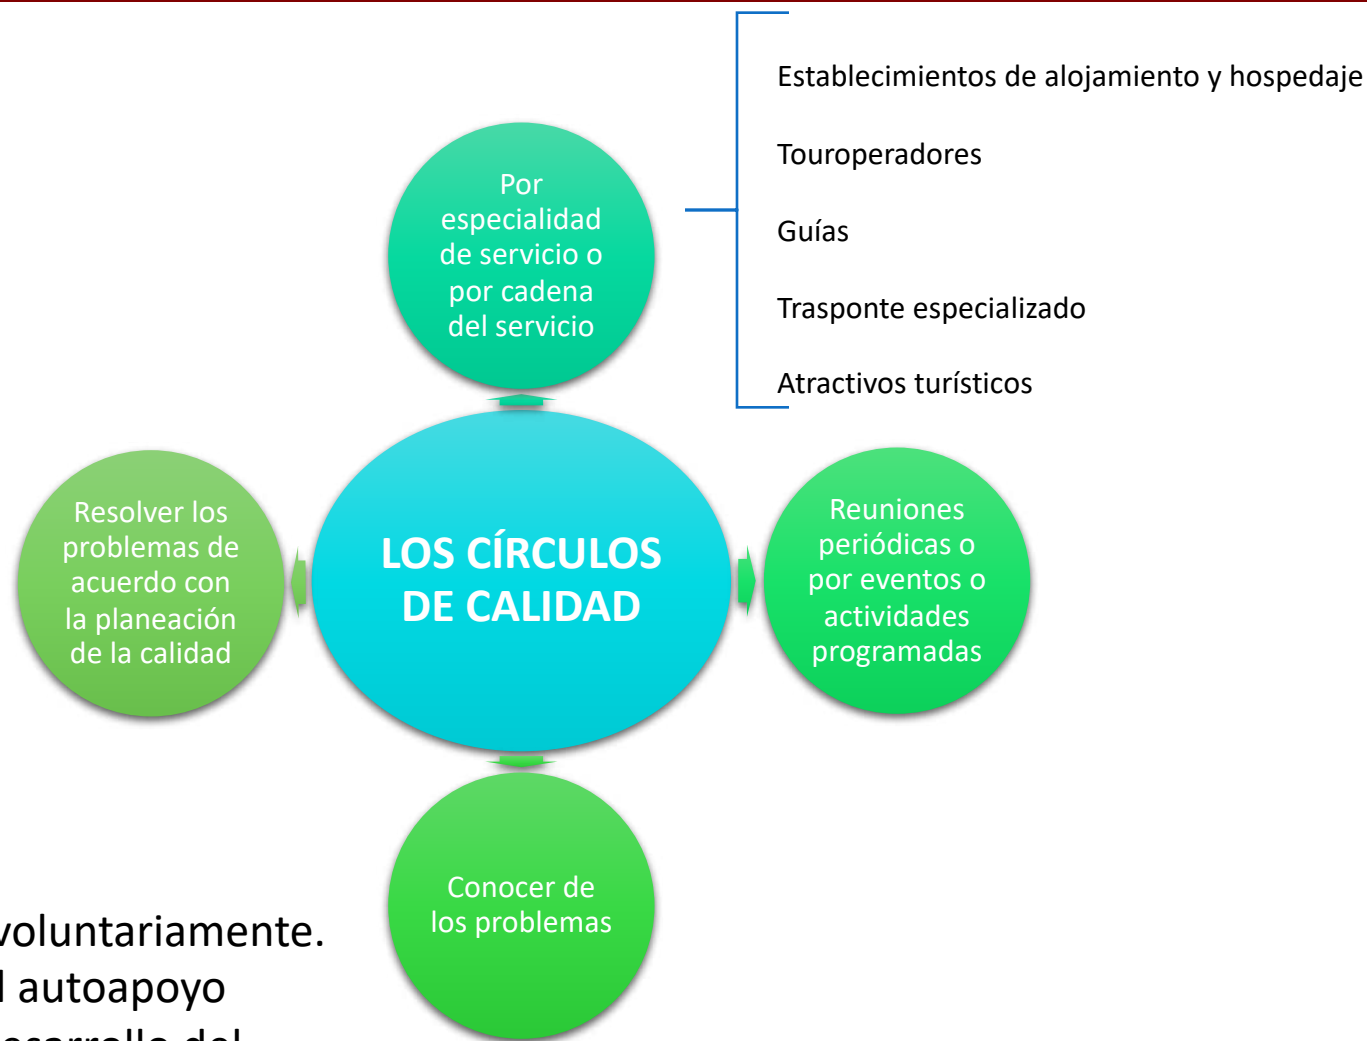 Establecimientos de alojamiento y hospedaje
Touroperadores
Guías
Trasponte especializado
Atractivos turísticos
Por
especialidad
de servicio o
por cadena
del servicio
Resolver los
problemas de
acuerdo con
la planeación
de la calidad
LOS CÍRCULOS
DE CALIDAD
Reuniones
periódicas o
por eventos o
actividades
programadas
Conocer de
los problemas
voluntariamente.
autoapoyo
del